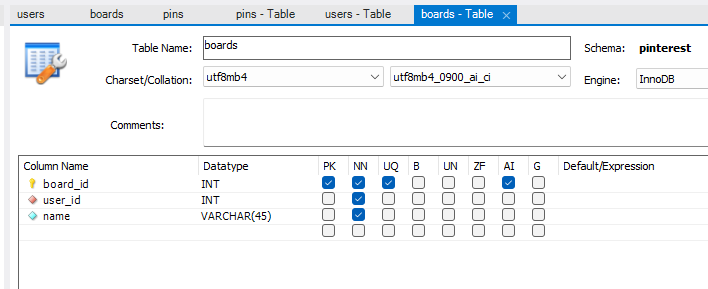 users boards pins pins - Table users - Table boards - Table
Table Name: boards Schema: pinterest
Charset/Collation: utf8mb4 utf8mb4_0900_ai_ci Engine: InnoDB
Comments:
Column Name Datatype PK NN UQ B UN ZF AI G Default/Expression
board_id INT
user_id INT
name VARCHAR(45)